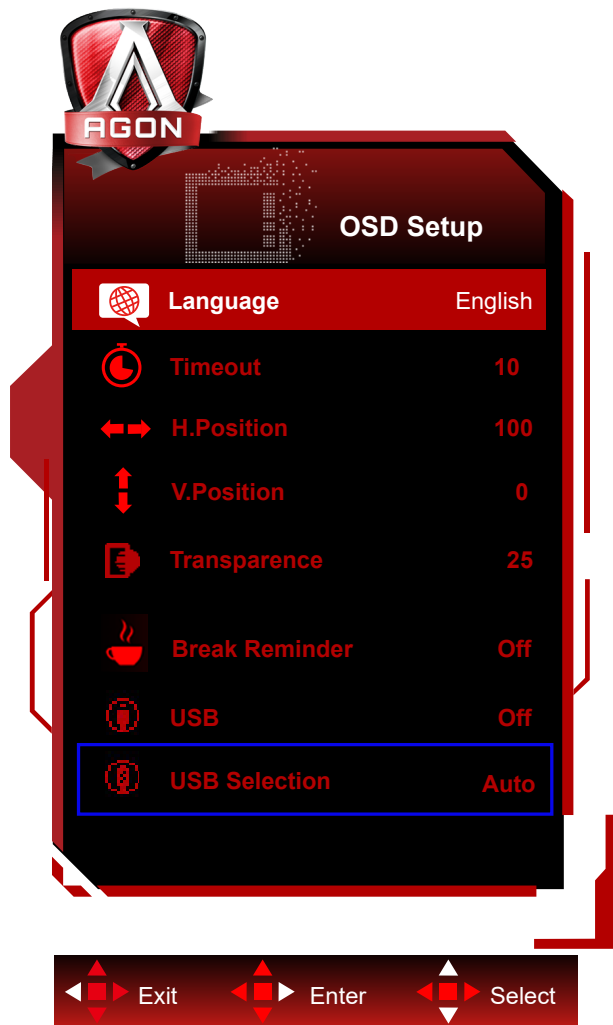 AGON
OSD Setup
Language English
Timeout 10
H.Position 100
V.Position 0
Transparence 25
Break Reminder Off
USB Off
USB Selection Auto
Exit Enter Select